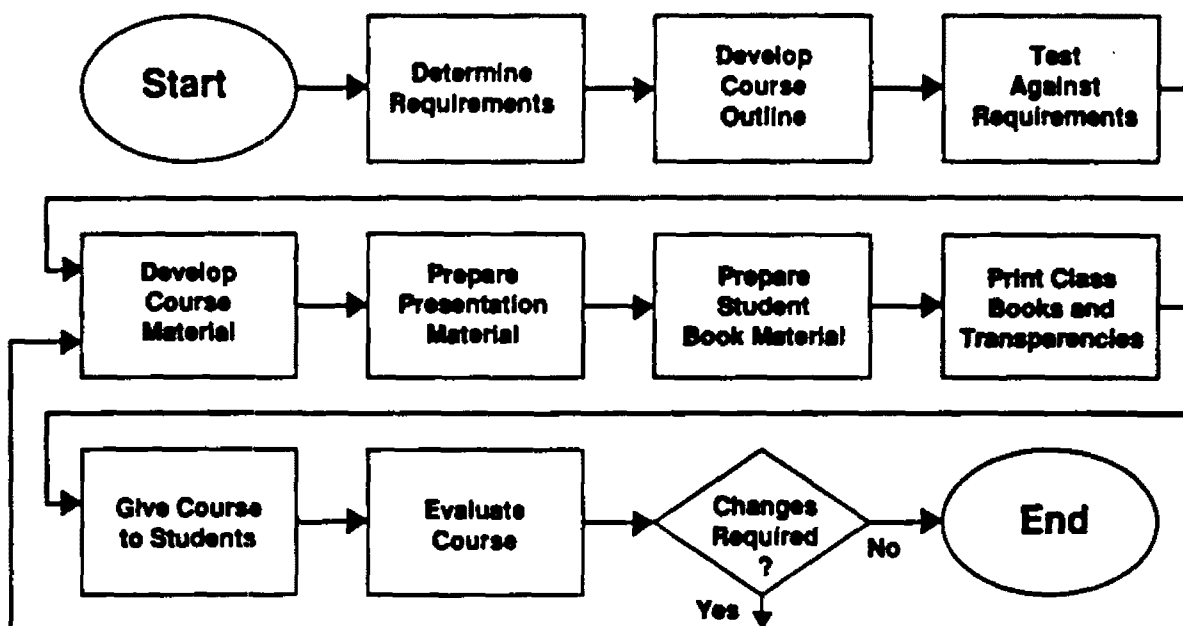 Start
Determine
Requirements
Develop
Course
Outline
Test
Against
Requirements
Develop
Course
Material
Prepare
Presentation
Material
Prepare
Student
Book Material
Print Class
Books and
Transparencies
Give Course
to Students
Evaluate
Course
Changes
Required
?
No
End
Yes